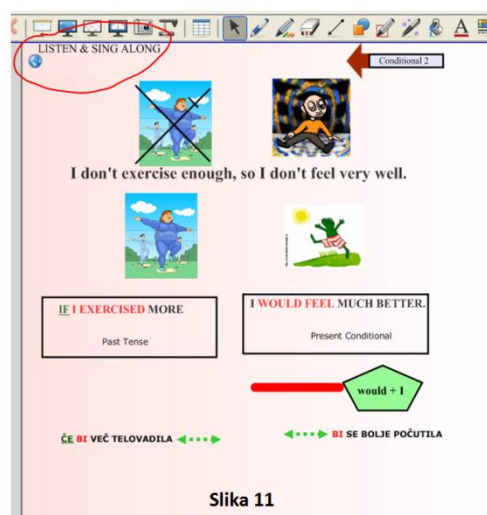 LISTEN & SING ALONG
Conditional 2
I don't exercise enough, so I don't feel very well.
IF I EXERCISED MORE
Past Tense
I WOULD FEEL MUCH BETTER.
Present Conditional
would + I
ČE BI VEČ TELOVADILA
BI SE BOLJE POČUTILA
Slika 11